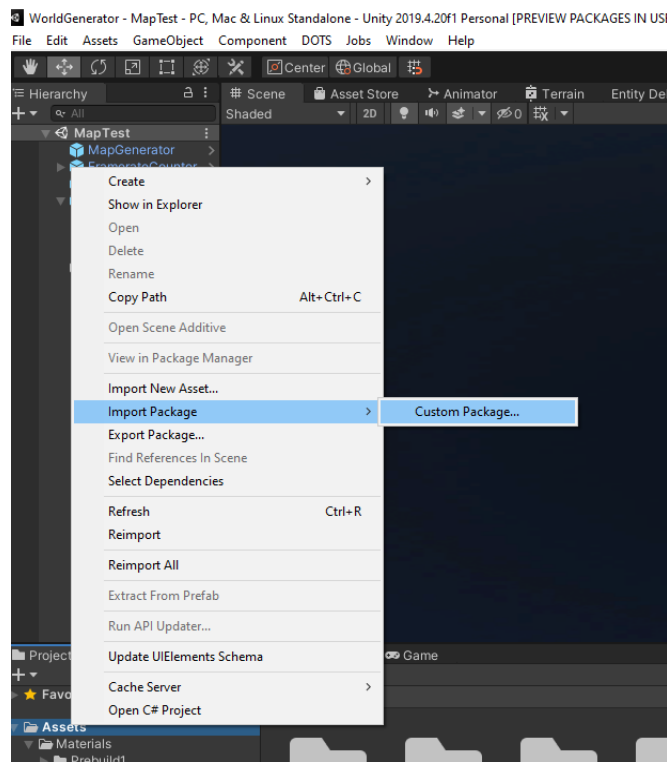 WorldGenerator - MapTest - PC, Mac & Linux Standalone - Unity 2019.4.20f1 Personal [PREVIEW PACKAGES IN USE
File Edit Assets GameObject Component DOTS Jobs Window Help
Center Global
Hierarchy
Scene Asset Store Animator Terrain Entity De
All
Shaded 2D 0
MapTest
MapGenerator
FramerateCounter
Create
Show in Explorer
Open
Delete
Rename
Copy Path Alt+Ctrl+C
Open Scene Additive
View in Package Manager
Import New Asset...
Import Package
Custom Package...
Export Package...
Find References In Scene
Select Dependencies
Refresh Ctrl+R
Reimport
Reimport All
Extract From Prefab
Run API Updater...
Update UIElements Schema
Cache Server
Open C# Project
Project
Game
Favo
Assets
Materials
Prebuild1